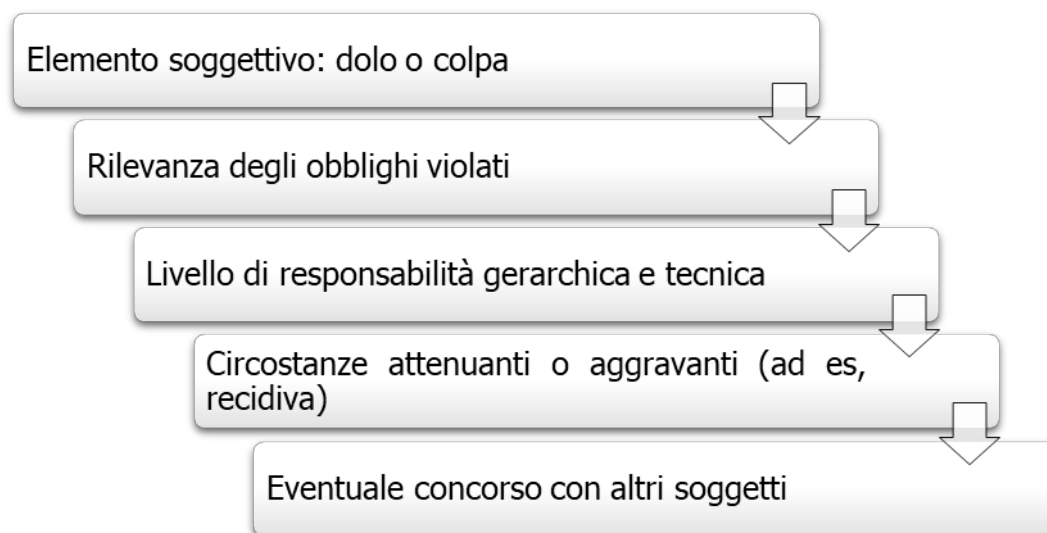 Elemento soggettivo: dolo o colpa
Rilevanza degli obblighi violati
Livello di responsabilità gerarchica e tecnica
Circostanze attenuanti o aggravanti (ad es,
recidiva)
Eventuale concorso con altri soggetti